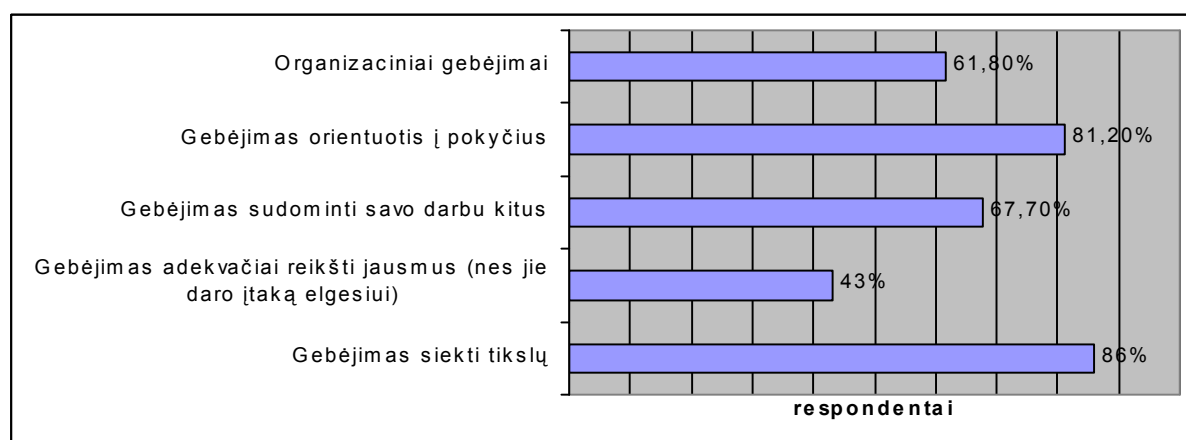 Organizaciniai gebėjimai
61,80%
Gebėjimas orientuotis į pokyčius
81,20%
Gebėjimas sudominti savo darbu kitus
67,70%
Gebėjimas adekvačiai reikšti jausmus (nes jie
daro įtaką elgesiui)
43%
Gebėjimas siekti tikslų
86%
respondentai